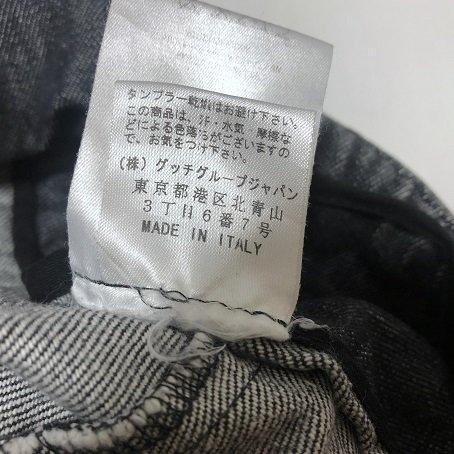 タンブラー乾燥はお避け下さい。
この商品は、汗・水気 摩擦な
どによる色落ちがございますの
で、お気をつけ下さい。
(株) グッチグループジャパン
東京都港区北青山
3丁目6番7号
MADE IN ITALY